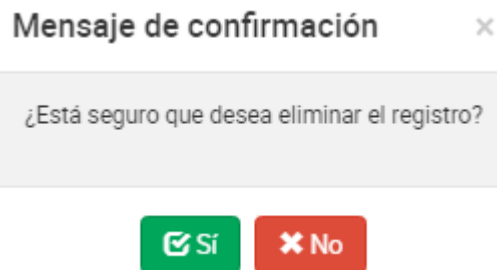 Mensaje de confirmación ×
¿Está seguro que desea eliminar el registro?
Sí No